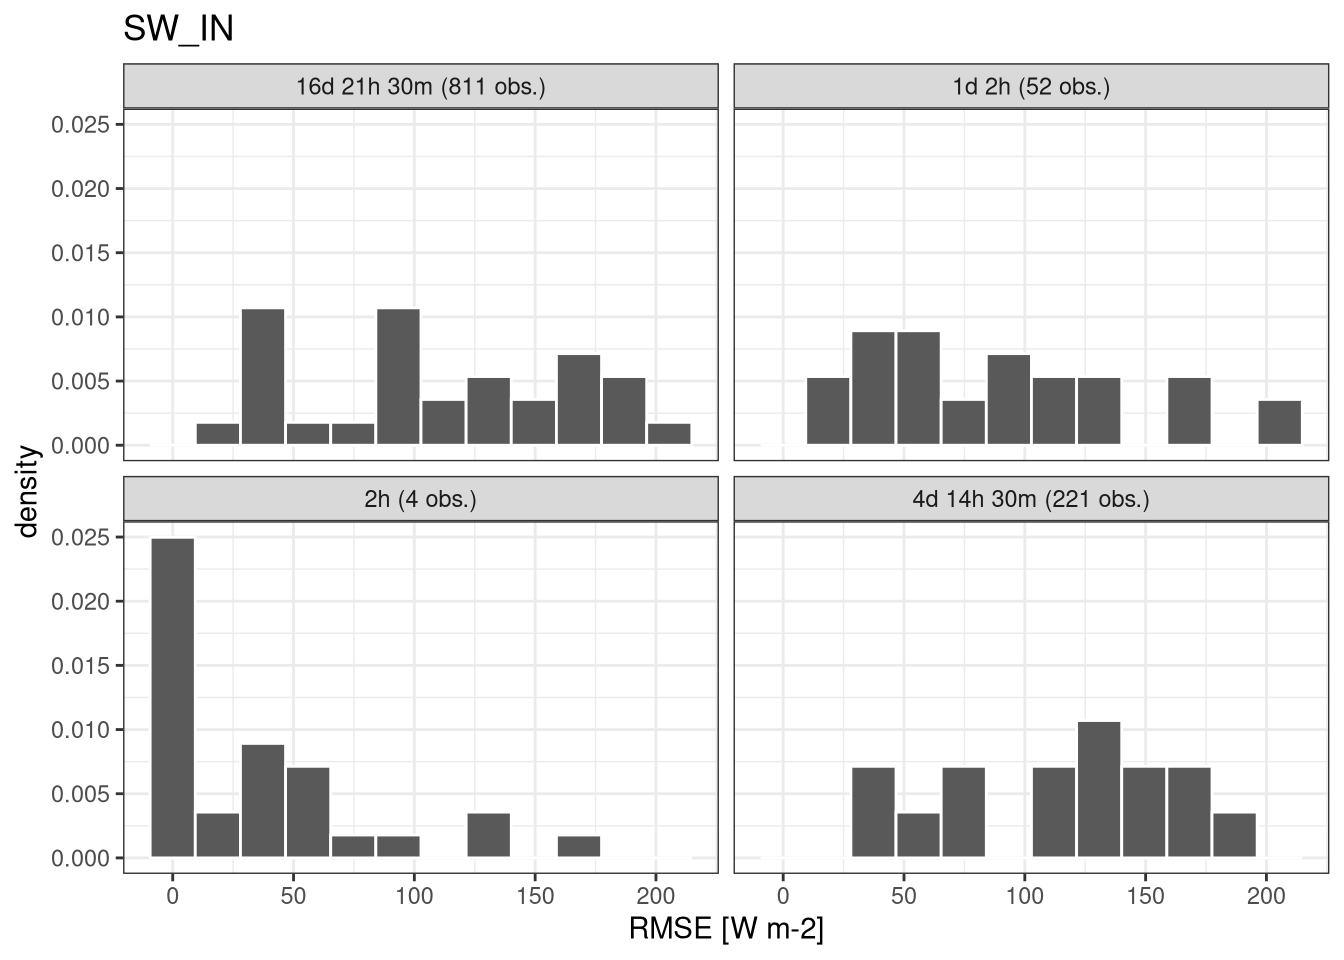 SW_IN
16d 21h 30m (811 obs.)
1d 2h (52 obs.)
0.025
0.020
0.015
0.010
0.005
0.000
density
2h (4 obs.)
4d 14h 30m (221 obs.)
0.025
0.020
0.015
0.010
0.005
0.000
0 50 100 150 200
0 50 100 150 200
RMSE [W m-2]